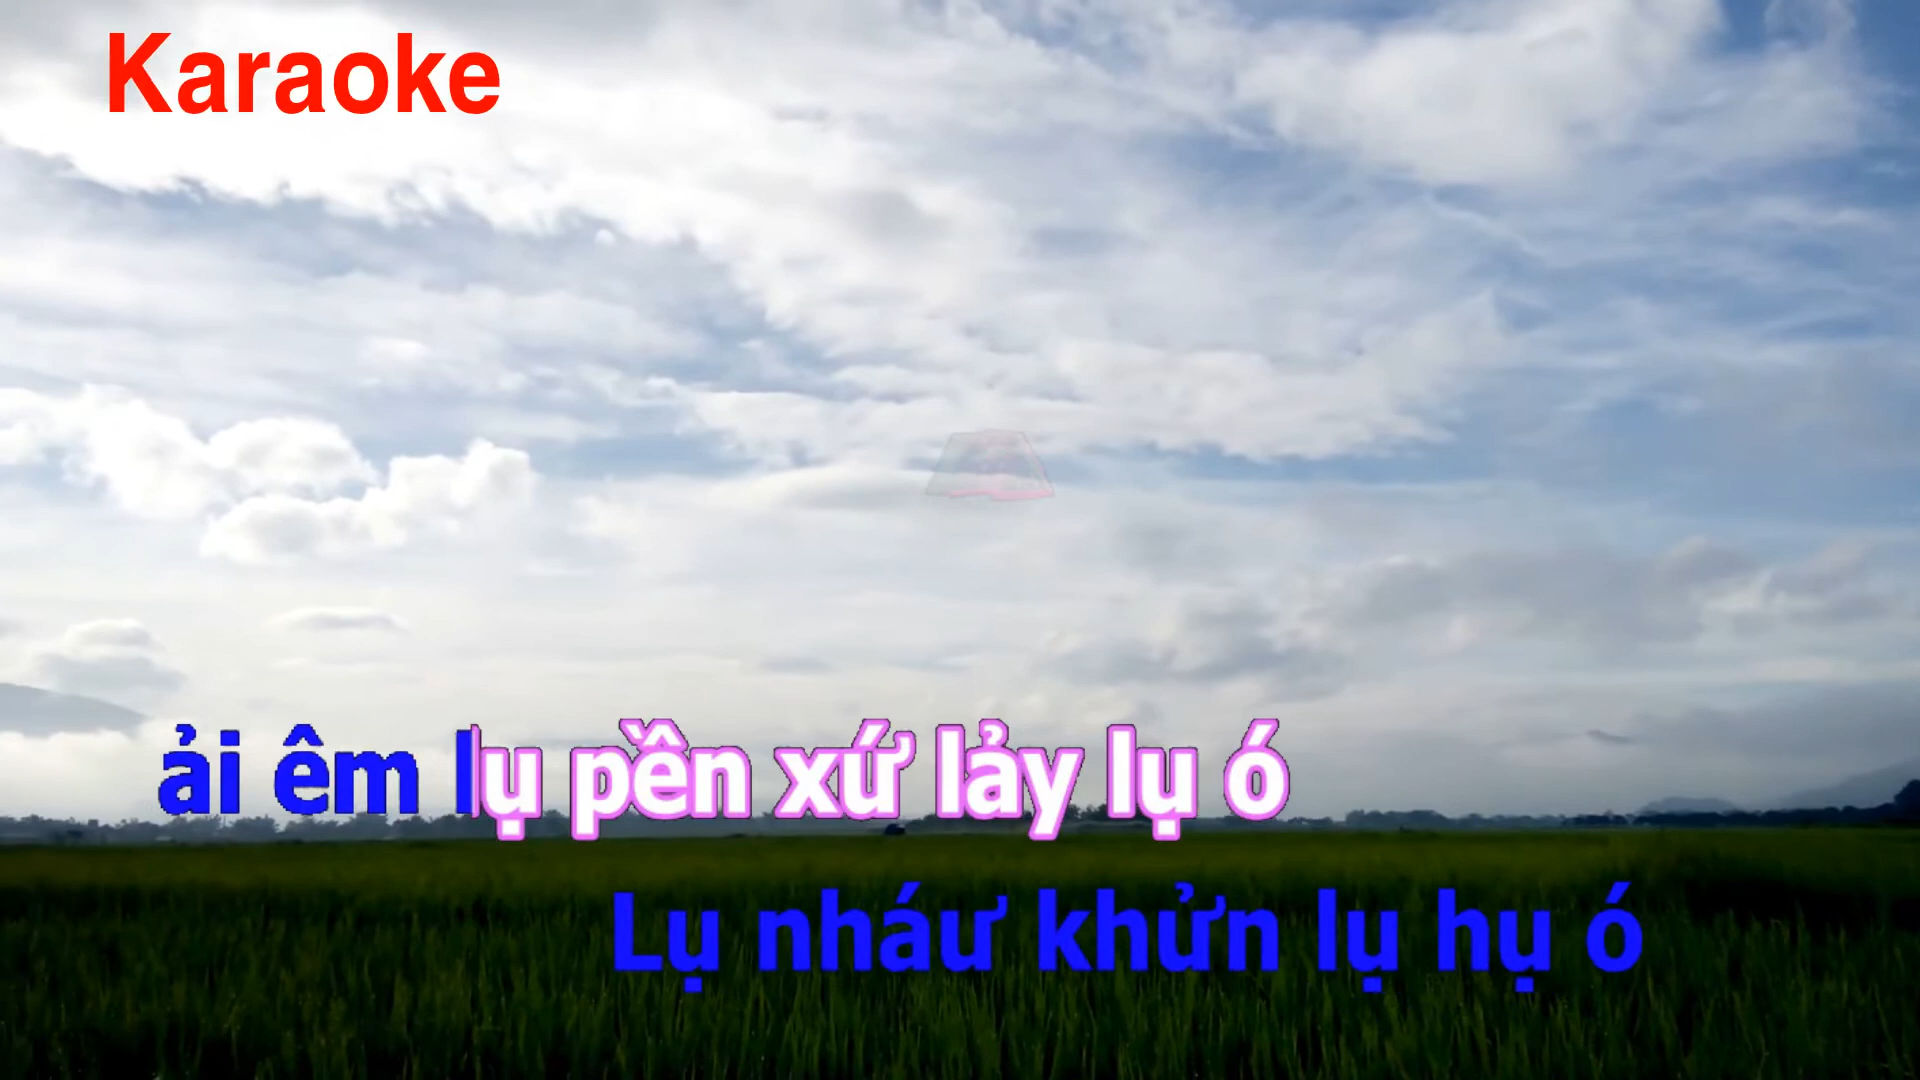 Karaoke
ải êm lụ pền xứ lảy lụ ó
Lụ nháư khửn lụ hụ ó